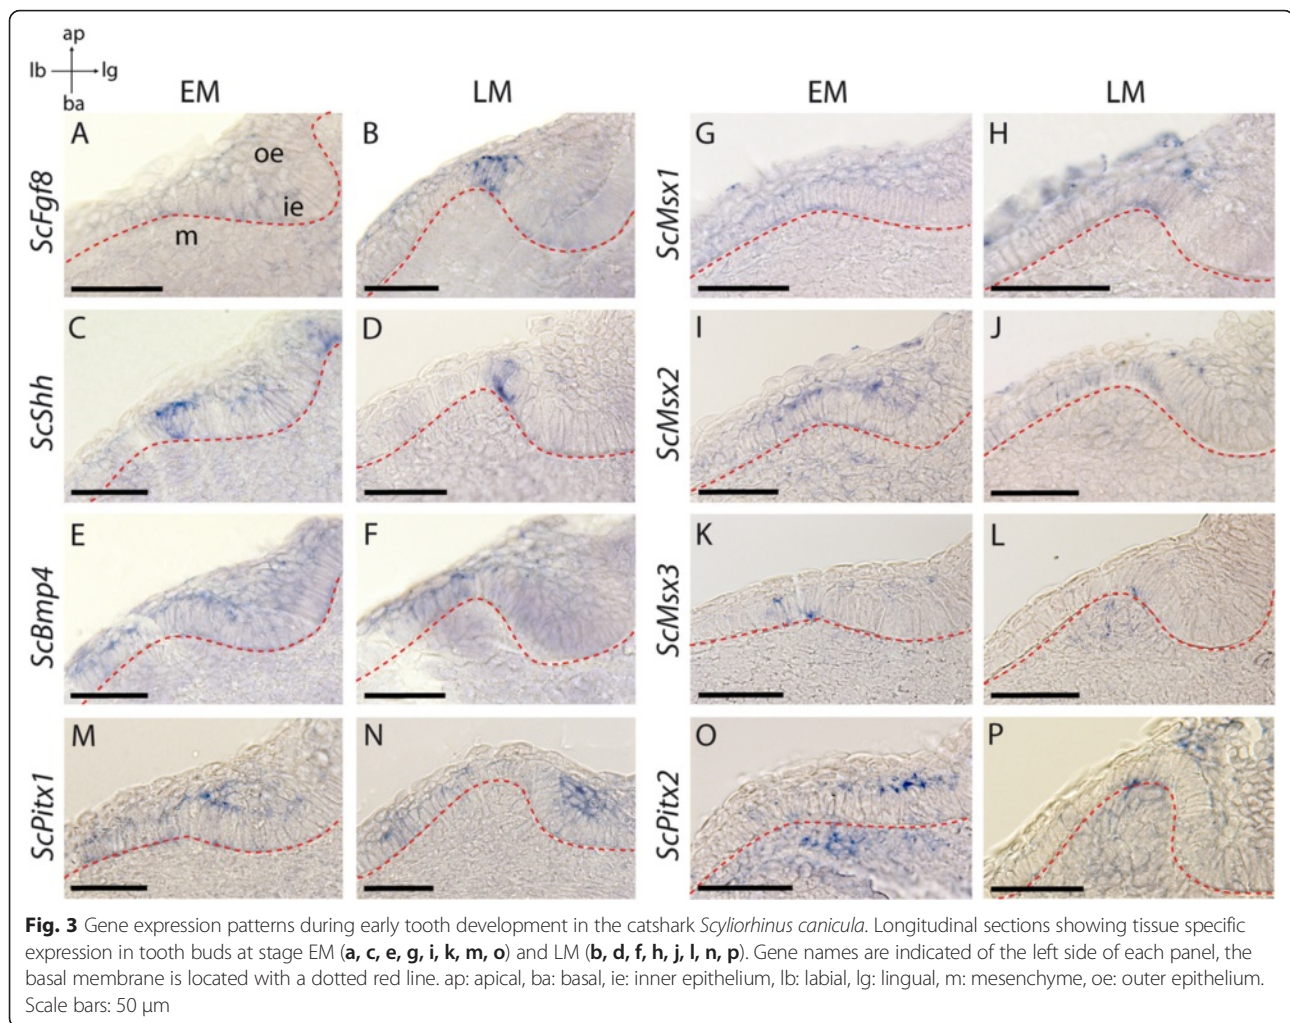 ap
lb lg
ba
EM LM EM LM
A oe ie m B G H
ScFgf8 ScMsx1
C D I J
ScShh ScMsx2
E F K L
ScBmp4 ScMsx3
M N O P
ScPitx1 ScPitx2
Fig. 3 Gene expression patterns during early tooth development in the catshark Scyliorhinus canicula. Longitudinal sections showing tissue specific
expression in tooth buds at stage EM (a, c, e, g, i, k, m, o) and LM (b, d, f, h, j, l, n, p). Gene names are indicated of the left side of each panel, the
basal membrane is located with a dotted red line. ap: apical, ba: basal, ie: inner epithelium, lb: labial, lg: lingual, m: mesenchyme, oe: outer epithelium.
Scale bars: 50 μm